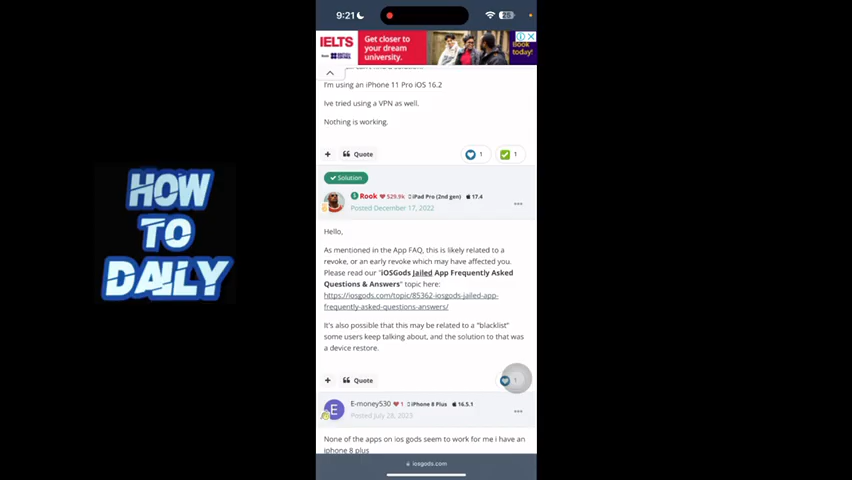 9:21
25
IELTS
Get closer to
your dream
university.
Book
today!
I'm using an iPhone 11 Pro iOS 16.2
Ive tried using a VPN as well.
Nothing is working,
+ Quote 1 1
Solution
Rook 529.9k iPad Pro (2nd gen) 17.4
Posted December 17, 2022
Hello,
As mentioned in the App FAQ, this is likely related to a
revoke, or an early revoke which may have affected you.
Please read our "iOSGods Jailed App Frequently Asked
Questions & Answers" topic here:
https://iosgods.com/topic/85362-iosgods-jailed-app-
frequently-asked-questions-answers/
It's also possible that this may be related to a "blacklist"
some users keep talking about, and the solution to that was
a device restore.
+ Quote 1
E
E-money530 1 iPhone 8 Plus 16.5.1
Posted July 28, 2023
None of the apps on ios gods seem to work for me i have an
iphone 8 plus
iosgods.com
HOW
TO
DAILY